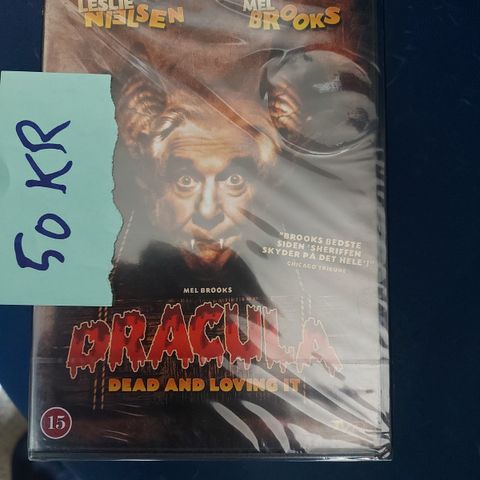 LESLIE
NIELSEN
MEL
BROOKS
50 KR
"BROOKS BEDSTE
SIDEN 'SHERIFFEN
SKYDER PÅ DET HELE'!"
CHICAGO TRIBUNE
MEL BROOKS
DRACULA
DEAD AND LOVING IT
15